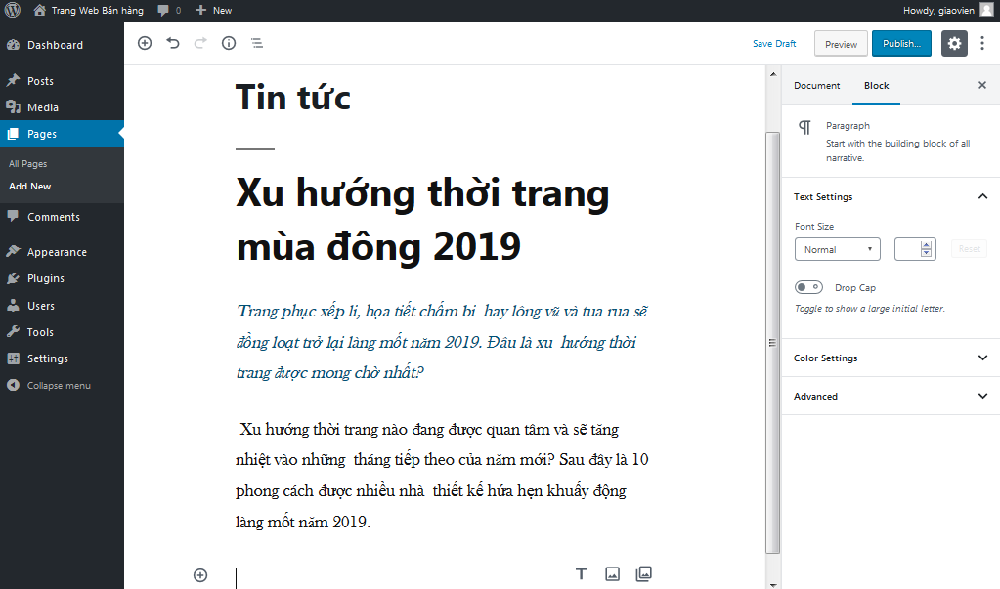 Trang Web Bán hàng 0 New Howdy, giaovien
Dashboard
Posts
Media
Pages
All Pages
Add New
Comments
Appearance
Plugins
Users
Tools
Settings
Collapse menu
Save Draft Preview Publish...
Tin tức
Xu hướng thời trang
mùa đông 2019
Trang phục xếp li, họa tiết chấm bi hay lông vũ và tua rua sẽ
đồng loạt trở lại làng mốt năm 2019. Đâu là xu hướng thời
trang được mong chờ nhất?
Xu hướng thời trang nào đang được quan tâm và sẽ tăng
nhiệt vào những tháng tiếp theo của năm mới? Sau đây là 10
phong cách được nhiều nhà thiết kế hứa hẹn khuấy động
làng mốt năm 2019.
Document Block
Paragraph
Start with the building block of all
narrative.
Text Settings
Font Size
Normal Reset
Drop Cap
Toggle to show a large initial letter.
Color Settings
Advanced